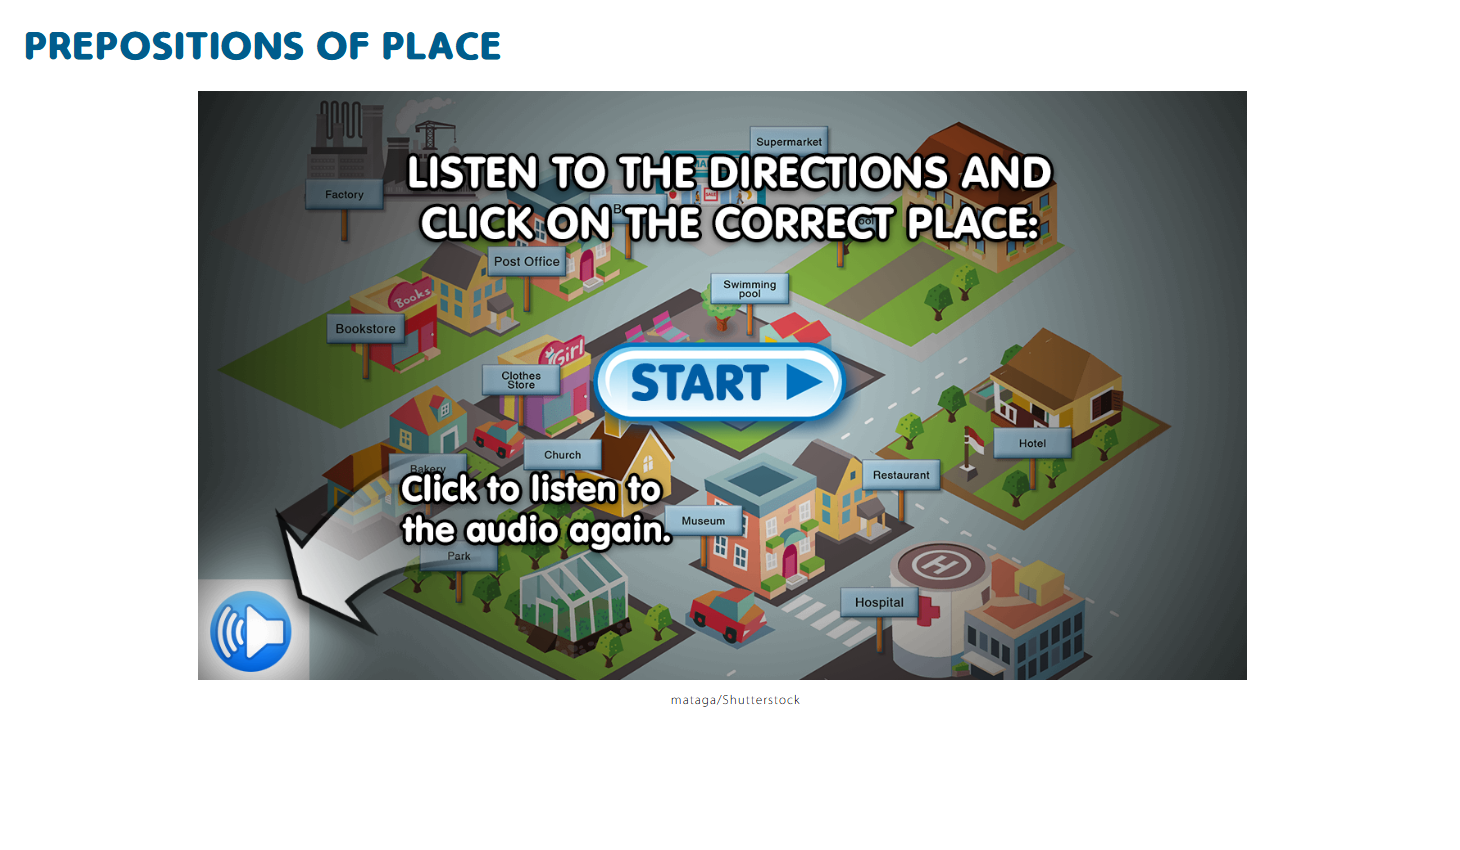 PREPOSITIONS OF PLACE
Supermarket
LISTEN TO THE DIRECTIONS AND
CLICK ON THE CORRECT PLACE:
Factory
Post Office
Swimming
pool
Books
Bookstore
Girl
Clothes
Store
START
Church
Hotel
Bakery
Restaurant
Click to listen to
the audio again.
Museum
Park
H
Hospital
mataga/Shutterstock